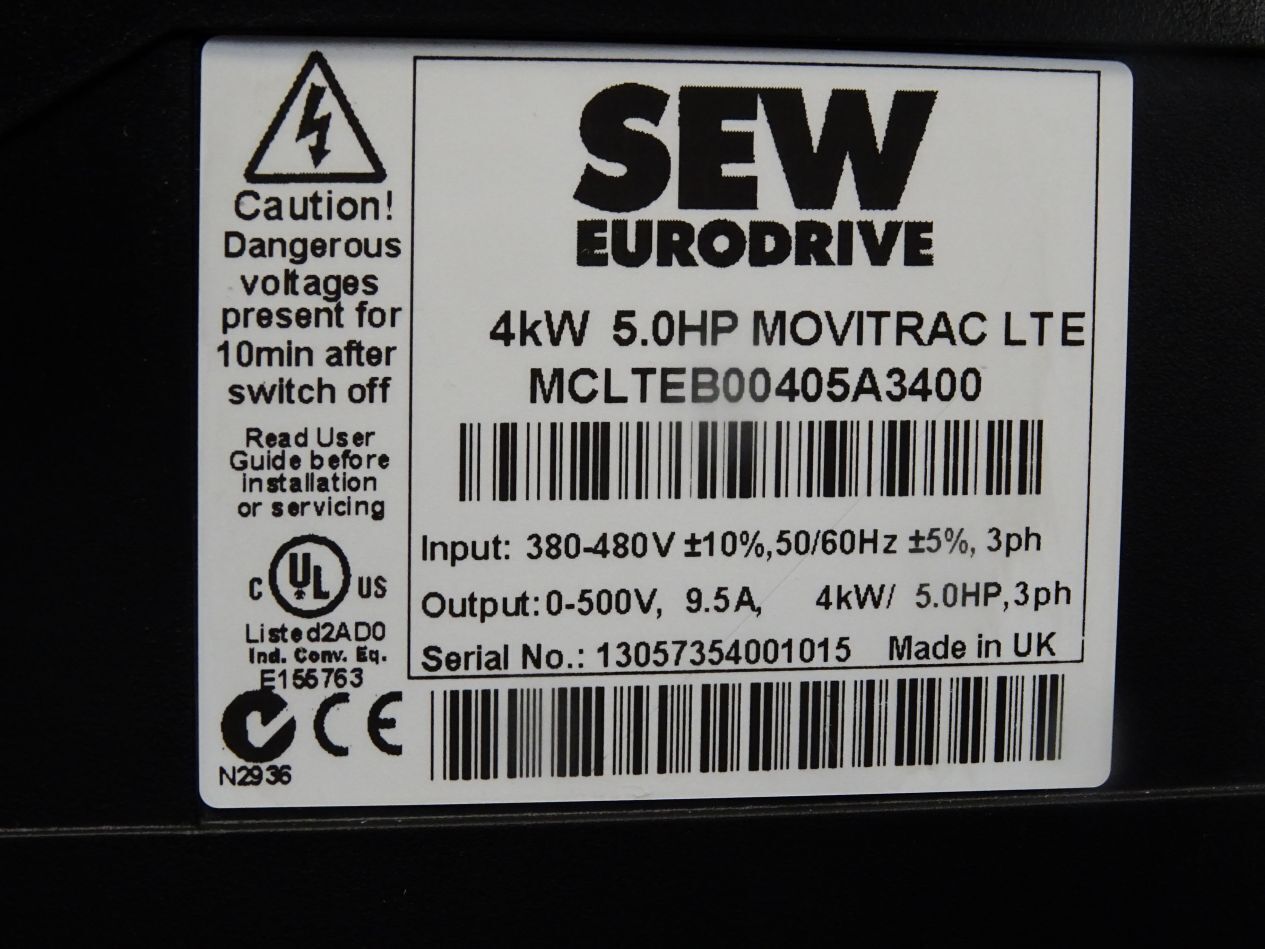 Caution!
Dangerous
voltages
present for
10min after
switch off
Read User
Guide before
installation
or servicing
C UL US
Listed2AD0
Ind. Conv. Eq.
E155763
CE
N2936
SEW
EURODRIVE
4kW 5.0HP MOVITRAC LTE
MCLTEB00405A3400
Input: 380-480V ±10%,50/60Hz ±5%, 3ph
Output:0-500V, 9.5A, 4kW/ 5.0HP,3ph
Serial No.: 13057354001015 Made in UK